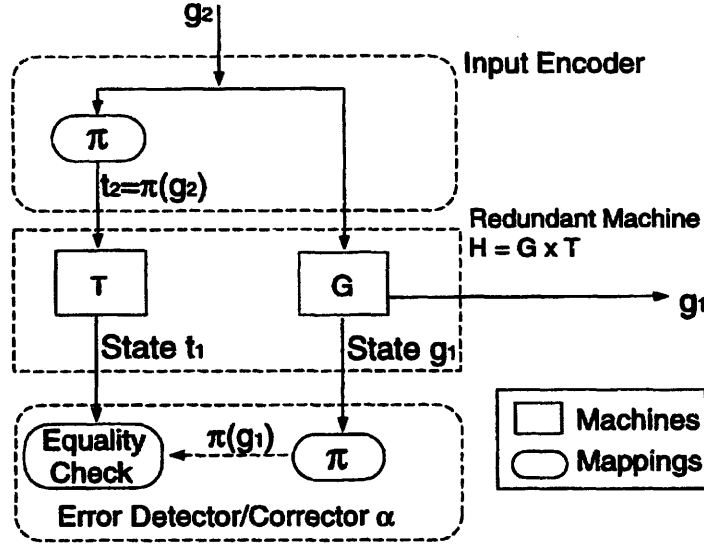 g₂
Input Encoder
π
t₂=π(g₂)
Redundant Machine
H = G x T
T
G
g₁
State t₁
State g₁
Equality
Check
π(g₁)
π
Machines
Mappings
Error Detector/Corrector α